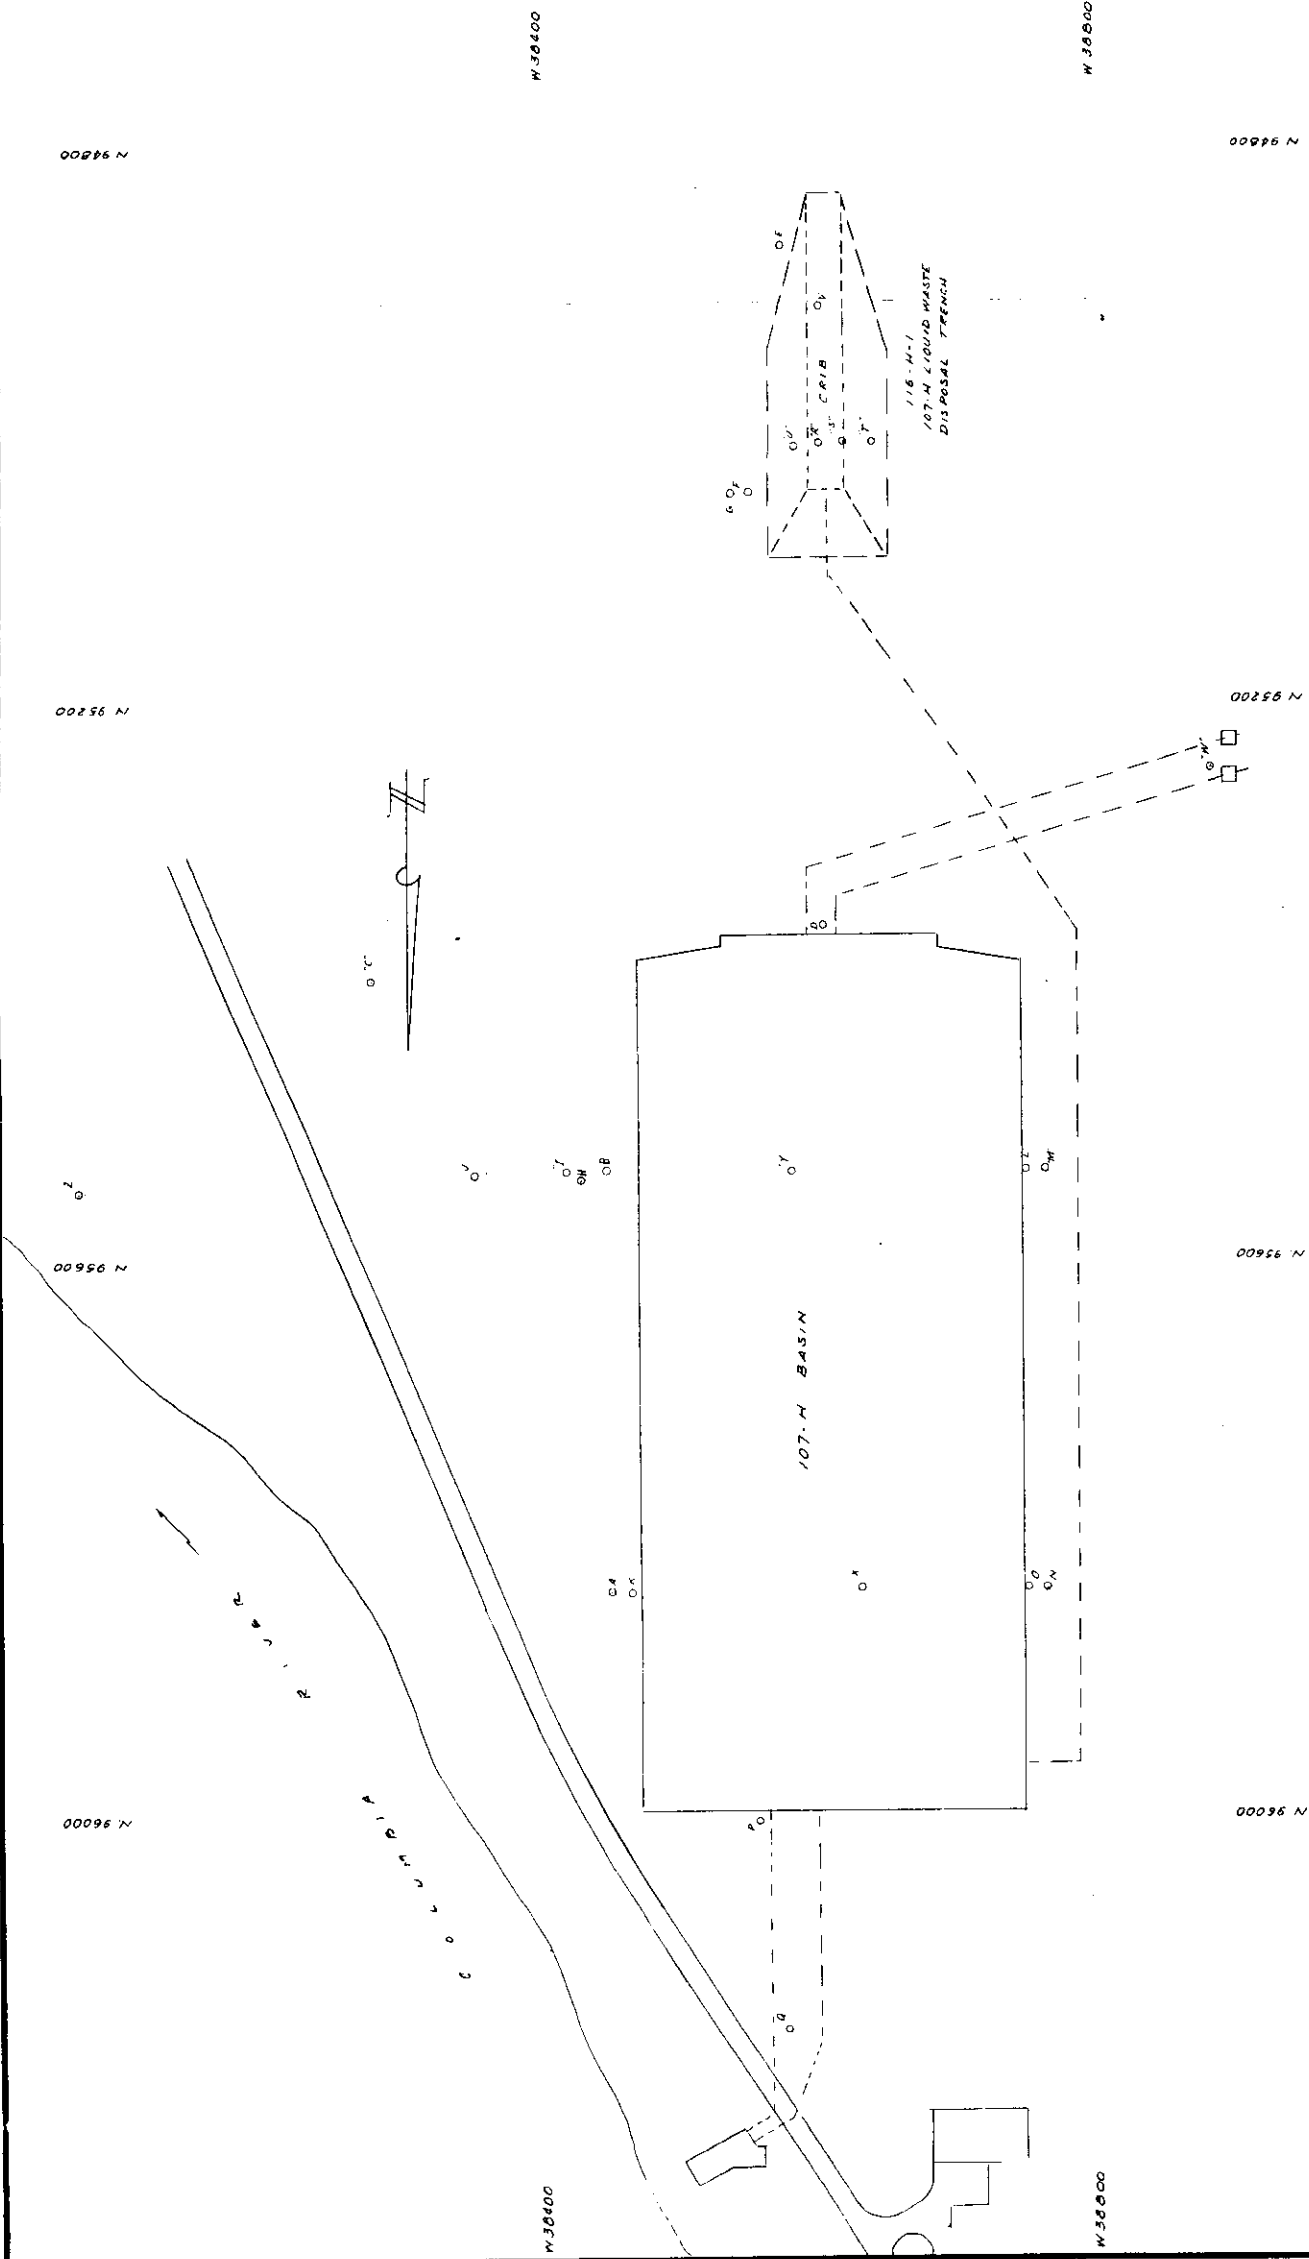 W 38400
W 38800
N 94800
N 94800
"E"
"V"
CRIB
116-H-1
107-H LIQUID WASTE
DISPOSAL TRENCH
"U"
"R"
"S"
"T"
G
F
N 95200
N 95200
"W"
N
D
"C"
J
"I"
H
B
"Y"
L
M
Z
N 95600
N 95600
107-H BASIN
A
K
X
O
N
COLUMBIA RIVER
N 96000
N 96000
P
Q
W 38400
W 38800